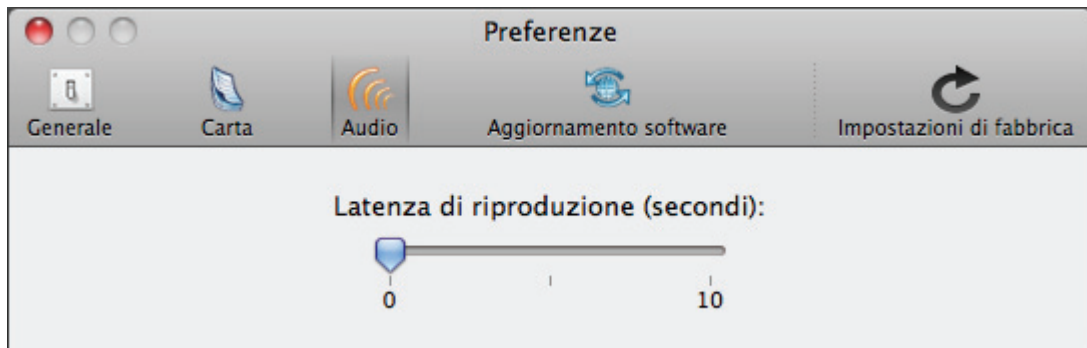 Preferenze
Generale Carta Audio Aggiornamento software Impostazioni di fabbrica
Latenza di riproduzione (secondi):
0 10